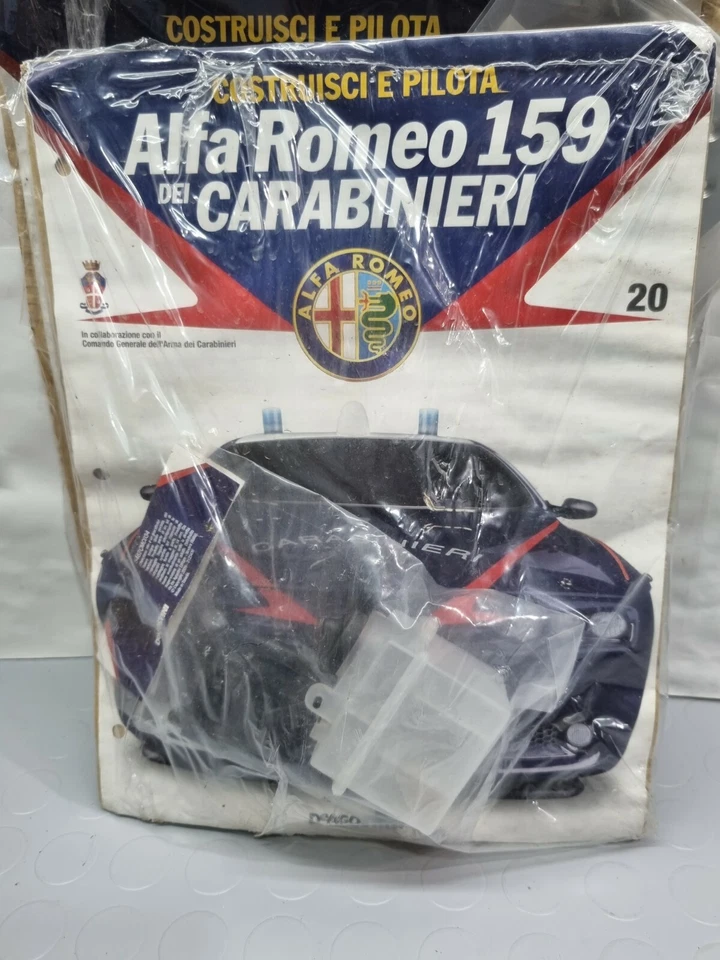 COSTRUISCI E PILOTA
COSTRUISCI E PILOTA
Alfa Romeo 159
DEI CARABINIERI
ALFA ROMEO
20
In collaborazione con il
Comando Generale dell'Arma dei Carabinieri
CARABINIERI